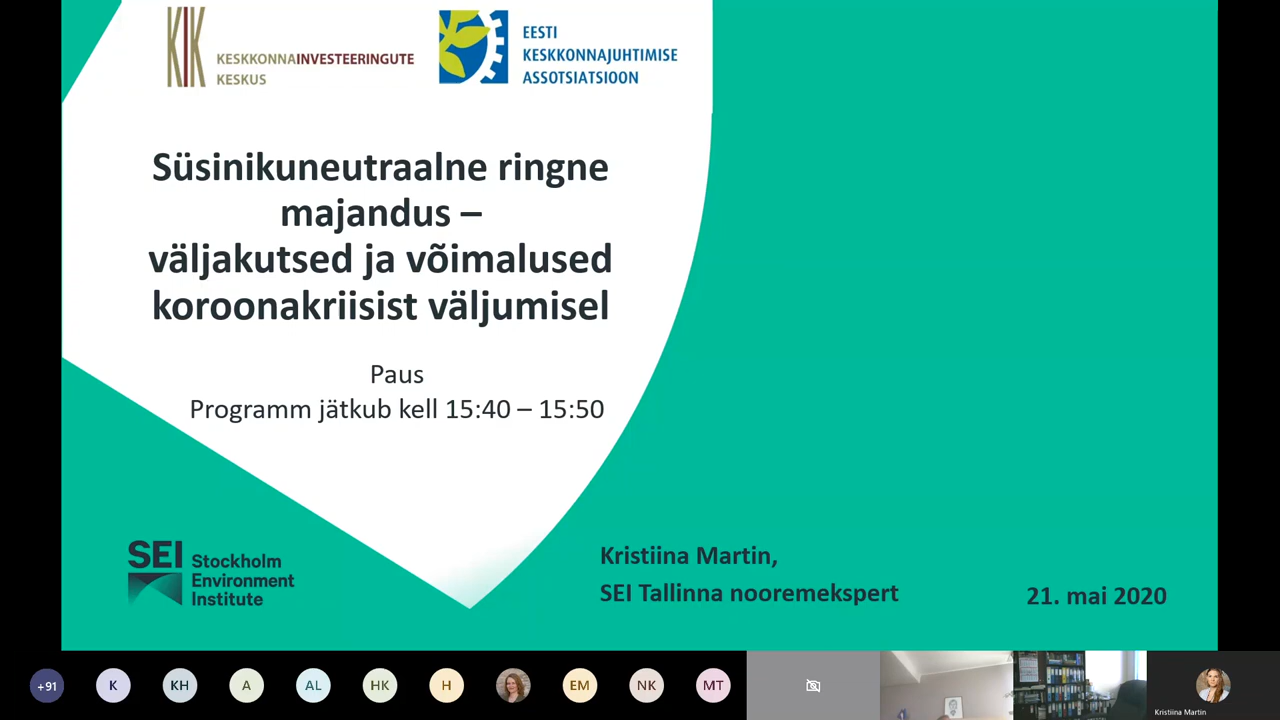 KIK
KESKKONNAINVESTEERINGUTE
KESKUS
EESTI
KESKKONNAJUHTIMISE
ASSOTSIATSIOON
Süsinikuneutraalne ringne
majandus –
väljakutsed ja võimalused
koroonakriisist väljumisel
Paus
Programm jätkub kell 15:40 – 15:50
SEI Stockholm
Environment
Institute
Kristiina Martin,
SEI Tallinna nooremekspert
21. mai 2020
+91 K KH A AL HK H EM NK MT
Kristiina Martin